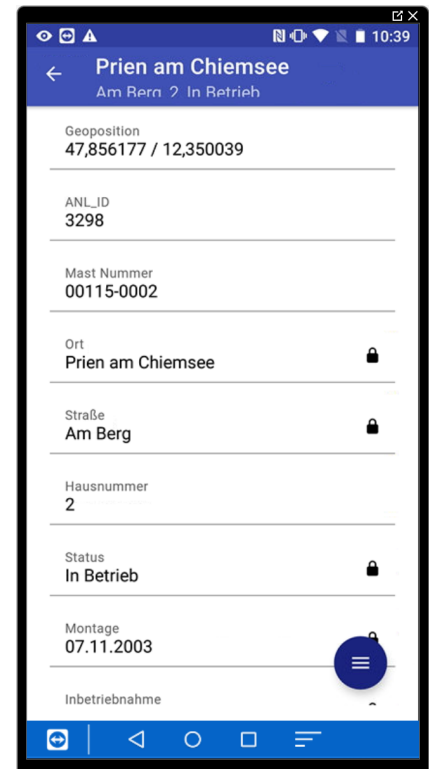 10:39
Prien am Chiemsee
Am Berg, 2, In Betrieb
Geoposition
47,856177 / 12,350039
ANL_ID
3298
Mast Nummer
00115-0002
Ort
Prien am Chiemsee
Straße
Am Berg
Hausnummer
2
Status
In Betrieb
Montage
07.11.2003
Inbetriebnahme